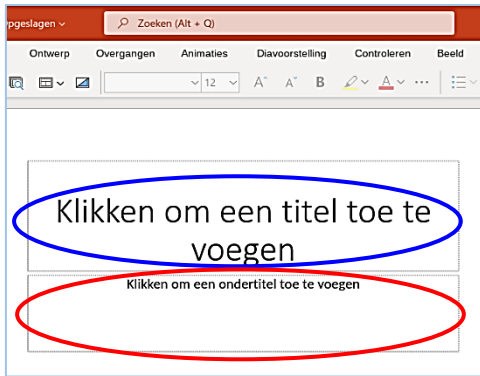 opgeslagen
Zoeken (Alt + Q)
Ontwerp Overgangen Animaties Diavoorstelling Controleren Beeld
12 A^ A˅ B A ...
Klikken om een titel toe te
voegen
Klikken om een ondertitel toe te voegen